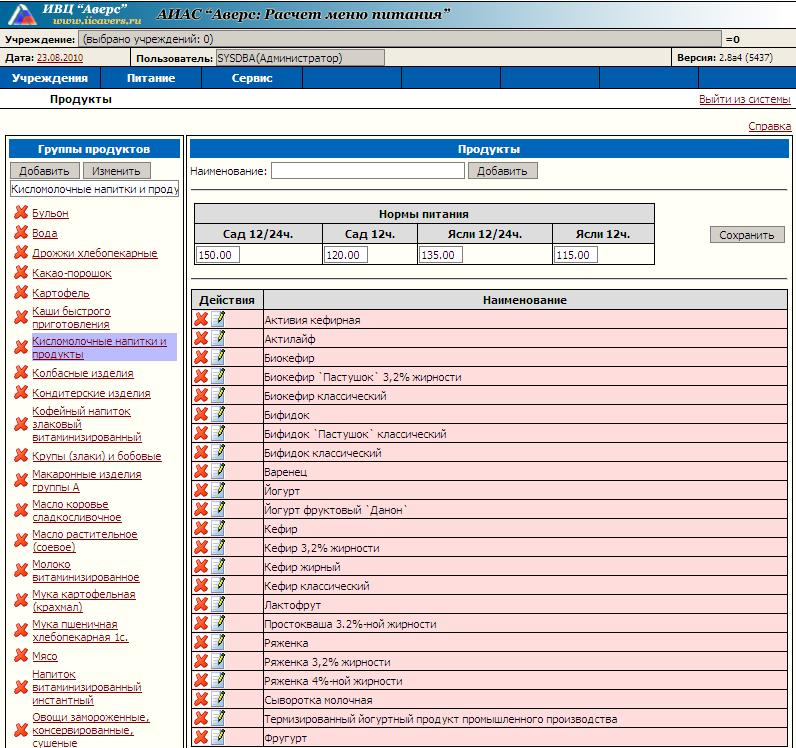 ИВЦ "Аверс"
www.iicavers.ru
АИАС "Аверс: Расчет меню питания"
Учреждение: (выбрано учреждений: 0) =0
Дата: 23.08.2010 Пользователь: SYSDBA(Администратор) Версия: 2.8a4 (5437)
Учреждения Питание Сервис
Продукты Выйти из системы
Справка
Группы продуктов
Добавить Изменить
Кисломолочные напитки и проду
Бульон
Вода
Дрожжи хлебопекарные
Какао-порошок
Картофель
Каши быстрого
приготовления
Кисломолочные напитки и
продукты
Колбасные изделия
Кондитерские изделия
Кофейный напиток
злаковый
витаминизированный
Крупы (злаки) и бобовые
Макаронные изделия
группы А
Масло коровье
сладкосливочное
Масло растительное
(соевое)
Молоко
витаминизированное
Мука картофельная
(крахмал)
Мука пшеничная
хлебопекарная 1с.
Мясо
Напиток
витаминизированный
инстантный
Овощи замороженные,
консервированные,
сушеные
Продукты
Наименование: Добавить
Нормы питания
Сад 12/24ч. Сад 12ч. Ясли 12/24ч. Ясли 12ч.
150.00 120.00 135.00 115.00
Сохранить
Действия Наименование
Активия кефирная
Актилайф
Биокефир
Биокефир `Пастушок` 3,2% жирности
Биокефир классический
Бифидок
Бифидок `Пастушок` классический
Бифидок классический
Варенец
Йогурт
Йогурт фруктовый `Данон`
Кефир
Кефир 3,2% жирности
Кефир жирный
Кефир классический
Лактофрут
Простокваша 3.2%-ной жирности
Ряженка
Ряженка 3,2% жирности
Ряженка 4%-ной жирности
Сыворотка молочная
Термизированный йогуртный продукт промышленного производства
Фругурт